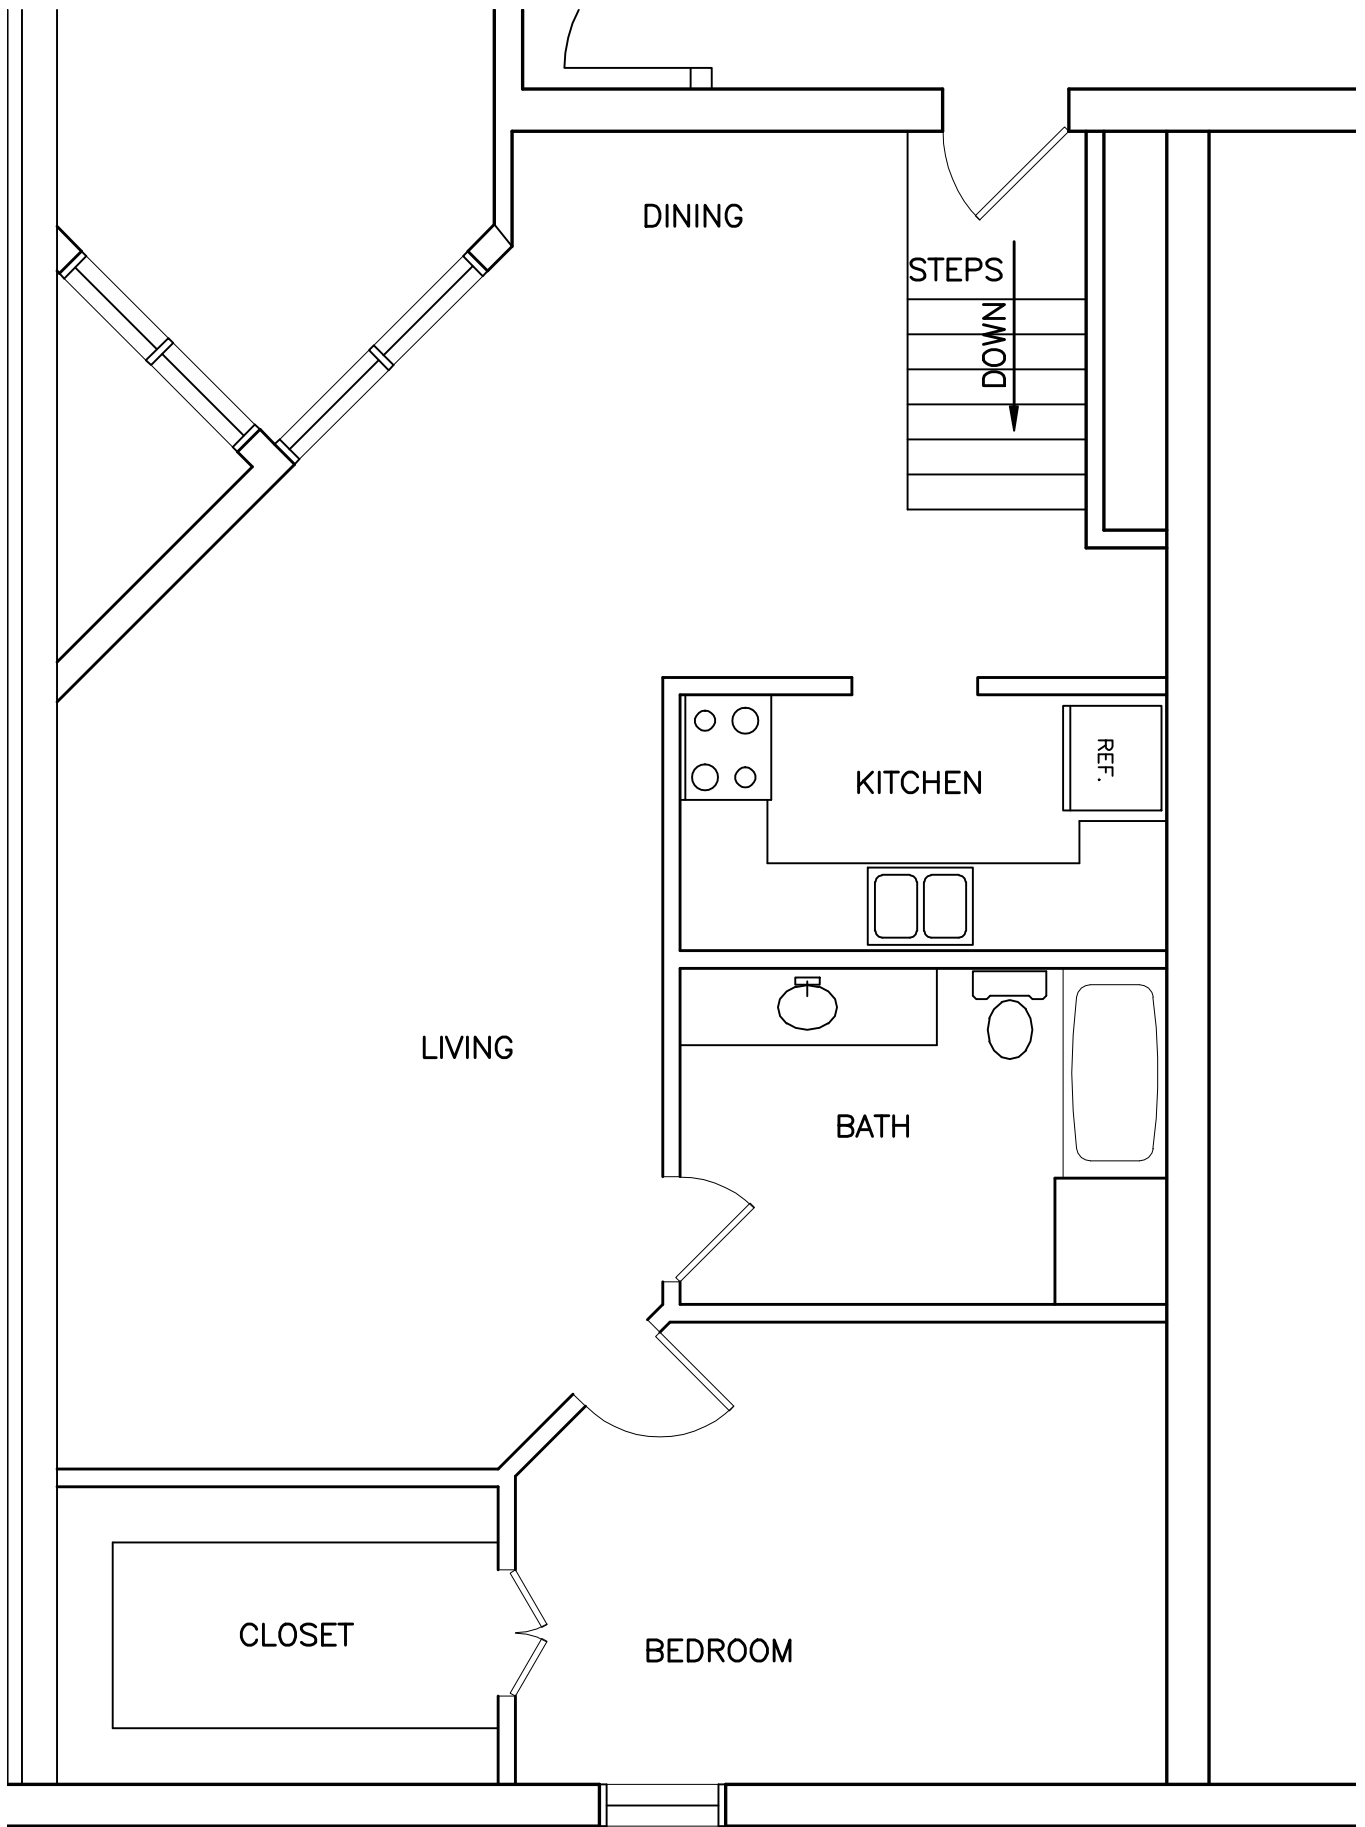 DINING
STEPS
DOWN
REF.
KITCHEN
LIVING
BATH
CLOSET
BEDROOM